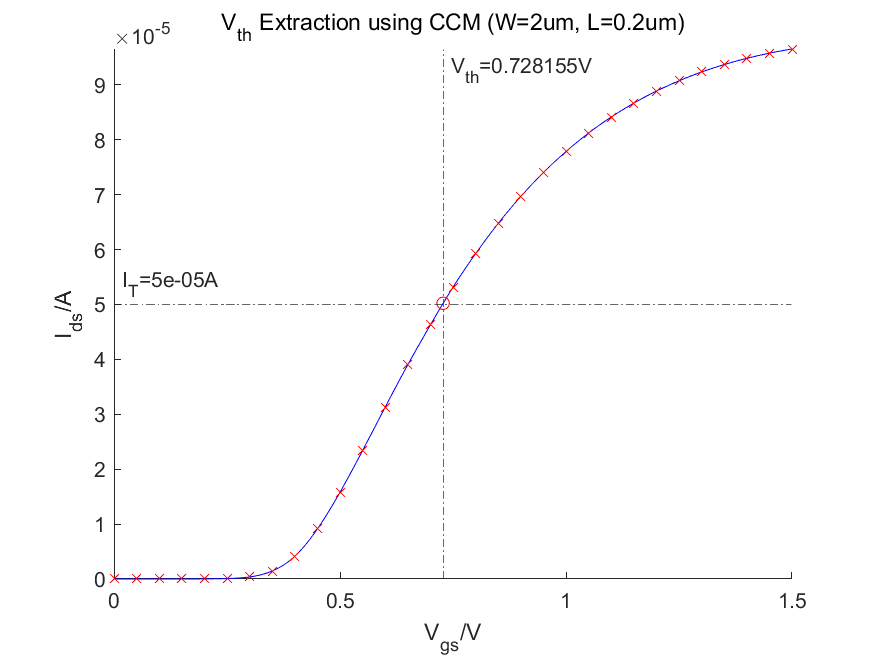 V_th Extraction using CCM (W=2um, L=0.2um)
×10^-5
V_th=0.728155V
9
8
7
6
I_T=5e-05A
5
4
3
2
1
0
0 0.5 1 1.5
I_ds/A
V_gs/V